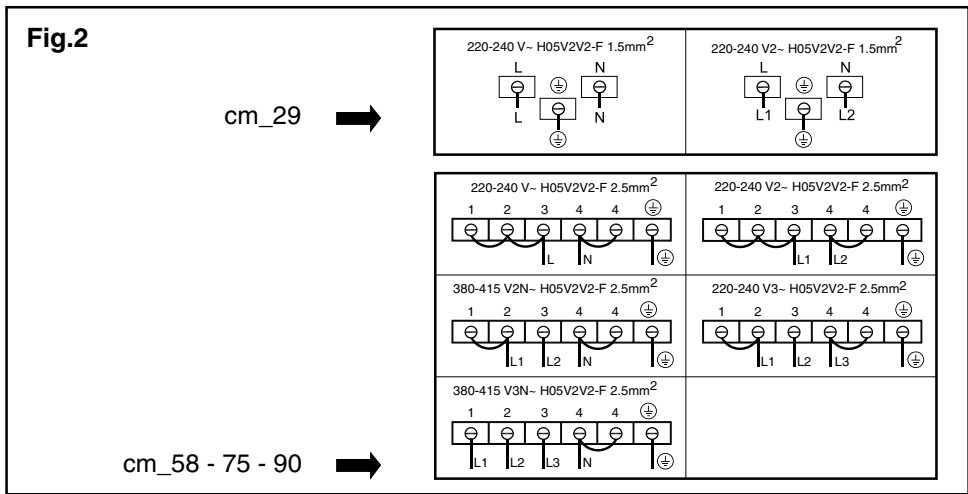 Fig.2
220-240 V~ H05V2V2-F 1.5mm2
L N
⏚
L N
⏚
220-240 V2~ H05V2V2-F 1.5mm2
L N
⏚
L1 L2
⏚
cm_29
220-240 V~ H05V2V2-F 2.5mm2
1 2 3 4 4 ⏚
L N ⏚
220-240 V2~ H05V2V2-F 2.5mm2
1 2 3 4 4 ⏚
L1 L2 ⏚
380-415 V2N~ H05V2V2-F 2.5mm2
1 2 3 4 4 ⏚
L1 L2 N ⏚
220-240 V3~ H05V2V2-F 2.5mm2
1 2 3 4 4 ⏚
L1 L2 L3 ⏚
380-415 V3N~ H05V2V2-F 2.5mm2
1 2 3 4 4 ⏚
L1 L2 L3 N ⏚
cm_58 - 75 - 90